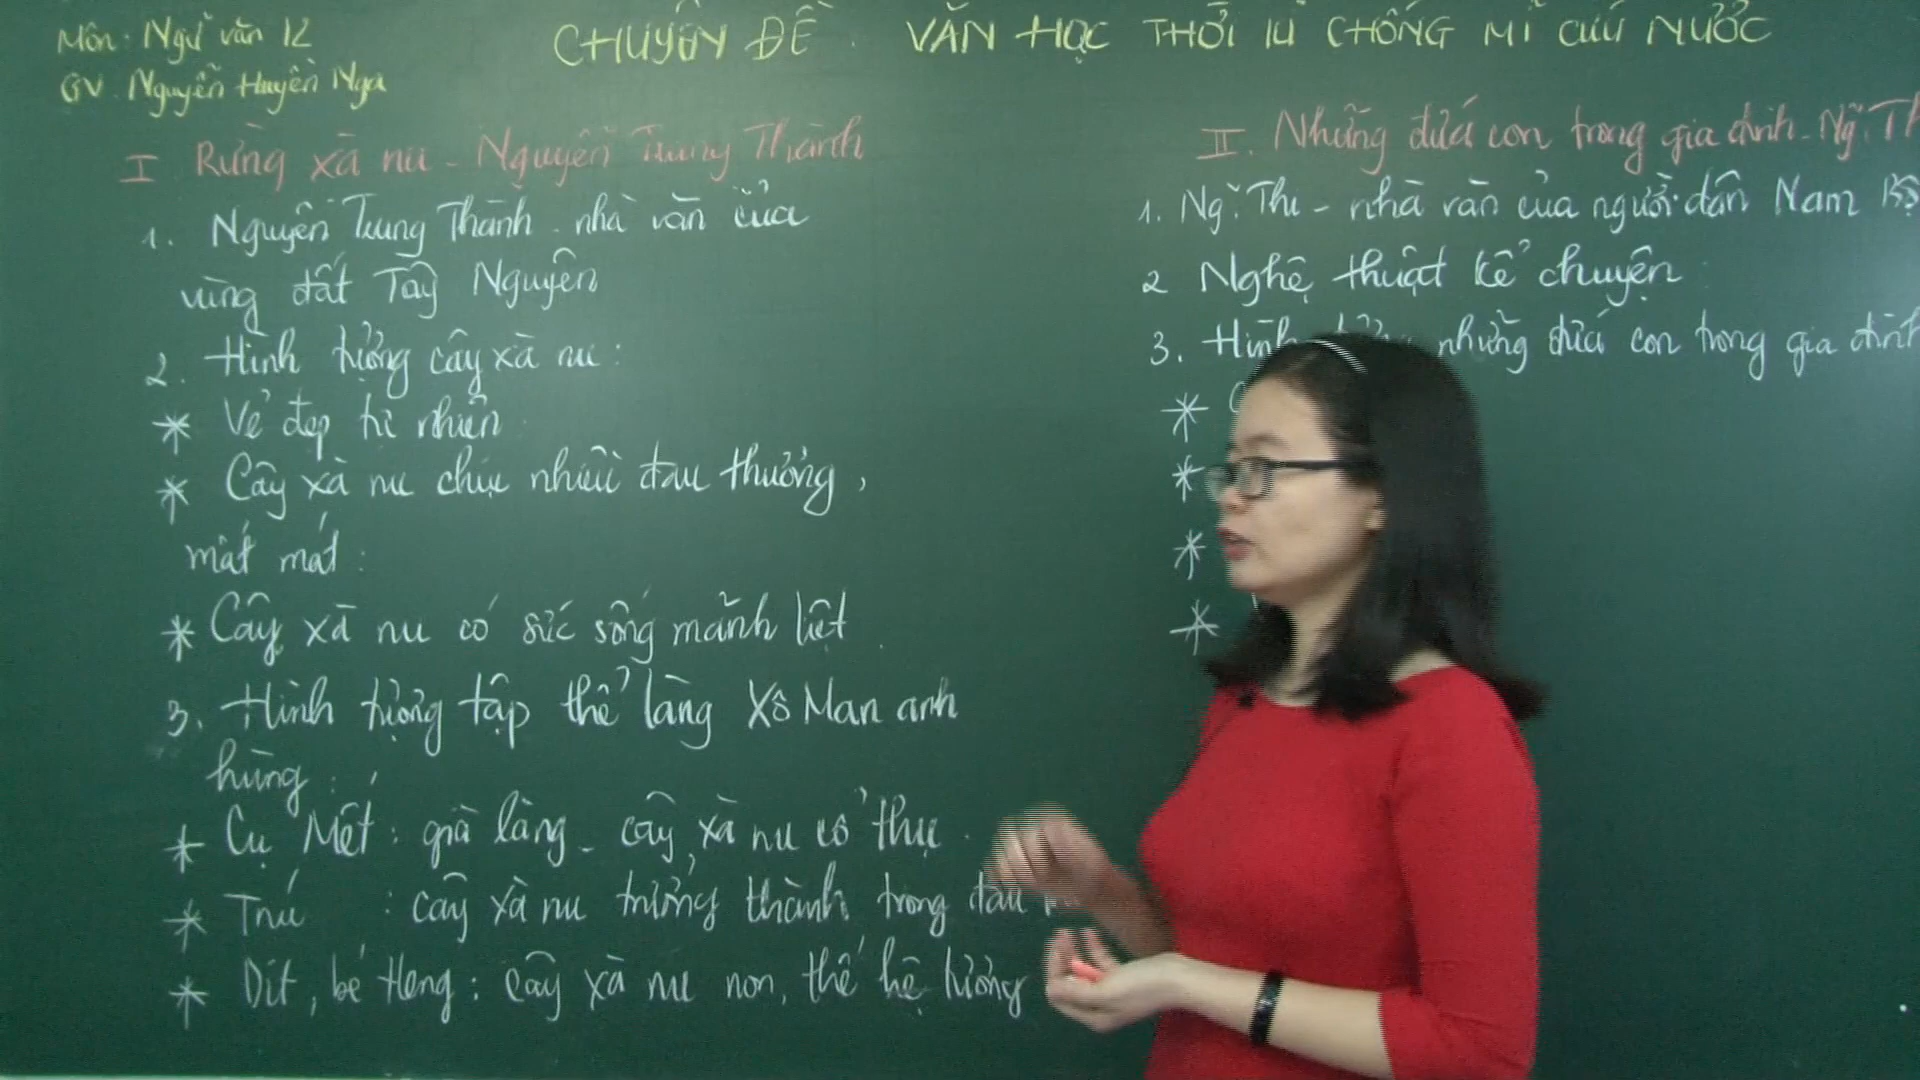 Môn: Ngữ văn 12
GV: Nguyễn Huyền Nga
CHUYÊN ĐỀ: VĂN HỌC THỜI KÌ CHỐNG MĨ CỨU NƯỚC
I Rừng xà nu - Nguyễn Trung Thành
1. Nguyễn Trung Thành - nhà văn của
vùng đất Tây Nguyên
2. Hình tượng cây xà nu:
* Vẻ đẹp tự nhiên
* Cây xà nu chịu nhiều đau thương,
mất mát:
* Cây xà nu có sức sống mãnh liệt
3. Hình tượng tập thể làng Xô Man anh
hùng:
* Cụ Mết: già làng - cây xà nu cổ thụ
* Tnú : cây xà nu trưởng thành trong đau
* Dít, bé Heng: cây xà nu non, thế hệ tương
II. Những đứa con trong gia đình - Ng. Th
1. Ng. Thi - nhà văn của người dân Nam Bộ
2 Nghệ thuật kể chuyện
3. Hình những đứa con trong gia đình
*
*
*
*